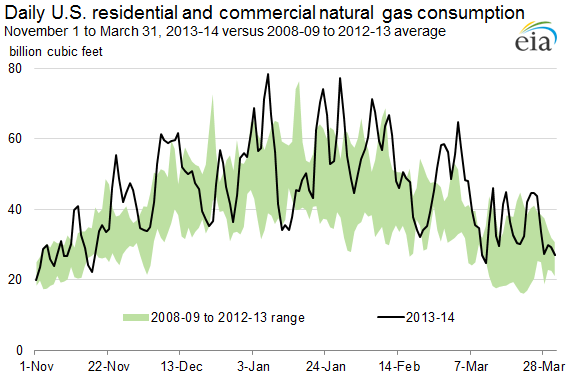 Daily U.S. residential and commercial natural gas consumption
November 1 to March 31, 2013-14 versus 2008-09 to 2012-13 average
billion cubic feet
eia
80
60
40
20
0
2008-09 to 2012-13 range
2013-14
1-Nov 22-Nov 13-Dec 3-Jan 24-Jan 14-Feb 7-Mar 28-Mar